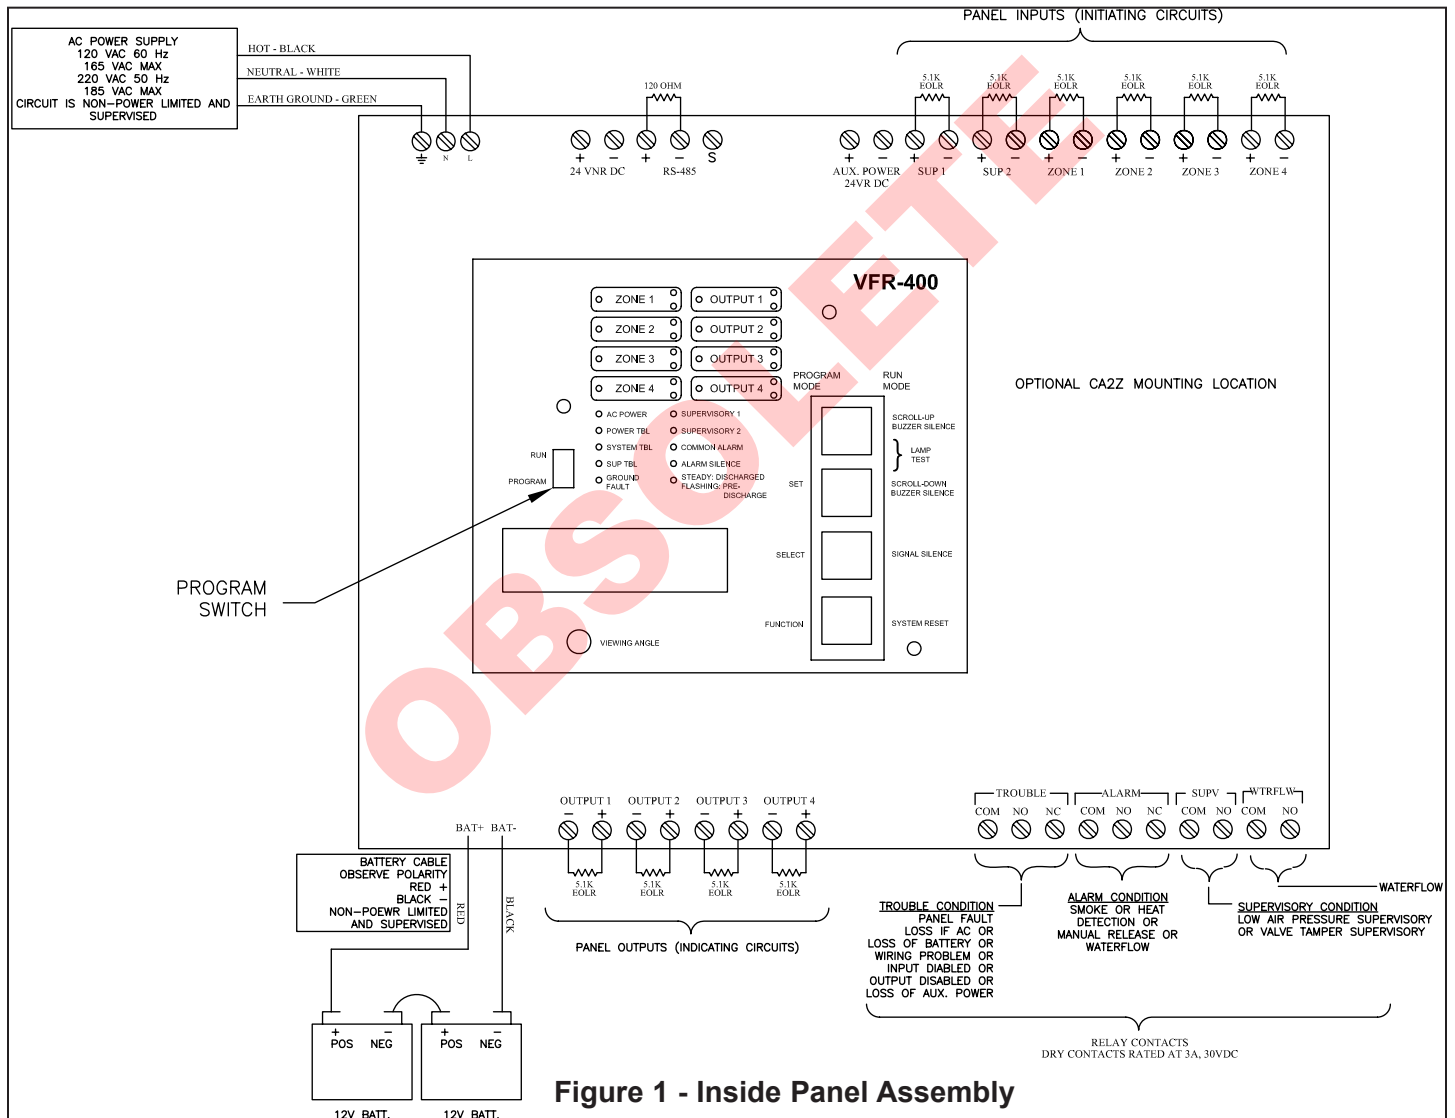 PANEL INPUTS (INITIATING CIRCUITS)
AC POWER SUPPLY
120 VAC 60 Hz
165 VAC MAX
220 VAC 50 Hz
185 VAC MAX
CIRCUIT IS NON-POWER LIMITED AND
SUPERVISED
HOT - BLACK
NEUTRAL - WHITE
EARTH GROUND - GREEN
120 OHM
5.1K
EOLR
5.1K
EOLR
5.1K
EOLR
5.1K
EOLR
5.1K
EOLR
5.1K
EOLR
N
L
+ - + - S
24 VNR DC
RS-485
+ - + - + - + - + - + - + -
AUX. POWER
24VR DC
SUP 1
SUP 2
ZONE 1
ZONE 2
ZONE 3
ZONE 4
VFR-400
ZONE 1
OUTPUT 1
ZONE 2
OUTPUT 2
ZONE 3
OUTPUT 3
ZONE 4
OUTPUT 4
AC POWER
POWER TBL
SYSTEM TBL
SUP TBL
GROUND
FAULT
SUPERVISORY 1
SUPERVISORY 2
COMMON ALARM
ALARM SILENCE
STEADY: DISCHARGED
FLASHING: PRE-
DISCHARGE
PROGRAM
MODE
RUN
MODE
SCROLL-UP
BUZZER SILENCE
LAMP
TEST
SET
SCROLL-DOWN
BUZZER SILENCE
SELECT
SIGNAL SILENCE
FUNCTION
SYSTEM RESET
RUN
PROGRAM
VIEWING ANGLE
OPTIONAL CA2Z MOUNTING LOCATION
PROGRAM
SWITCH
OBSOLETE
BAT+
BAT-
OUTPUT 1
OUTPUT 2
OUTPUT 3
OUTPUT 4
- + - + - + - +
5.1K
EOLR
5.1K
EOLR
5.1K
EOLR
5.1K
EOLR
PANEL OUTPUTS (INDICATING CIRCUITS)
TROUBLE
COM NO NC
ALARM
COM NO NC
SUPV
COM NO
WTRFLW
COM NO
BATTERY CABLE
OBSERVE POLARITY
RED +
BLACK -
NON-POEWR LIMITED
AND SUPERVISED
RED
BLACK
TROUBLE CONDITION
PANEL FAULT
LOSS IF AC OR
LOSS OF BATTERY OR
WIRING PROBLEM OR
INPUT DIABLED OR
OUTPUT DISABLED OR
LOSS OF AUX. POWER
ALARM CONDITION
SMOKE OR HEAT
DETECTION OR
MANUAL RELEASE OR
WATERFLOW
WATERFLOW
SUPERVISORY CONDITION
LOW AIR PRESSURE SUPERVISORY
OR VALVE TAMPER SUPERVISORY
RELAY CONTACTS
DRY CONTACTS RATED AT 3A, 30VDC
+ -
POS NEG
+ -
POS NEG
12V BATT.
12V BATT.
Figure 1 - Inside Panel Assembly